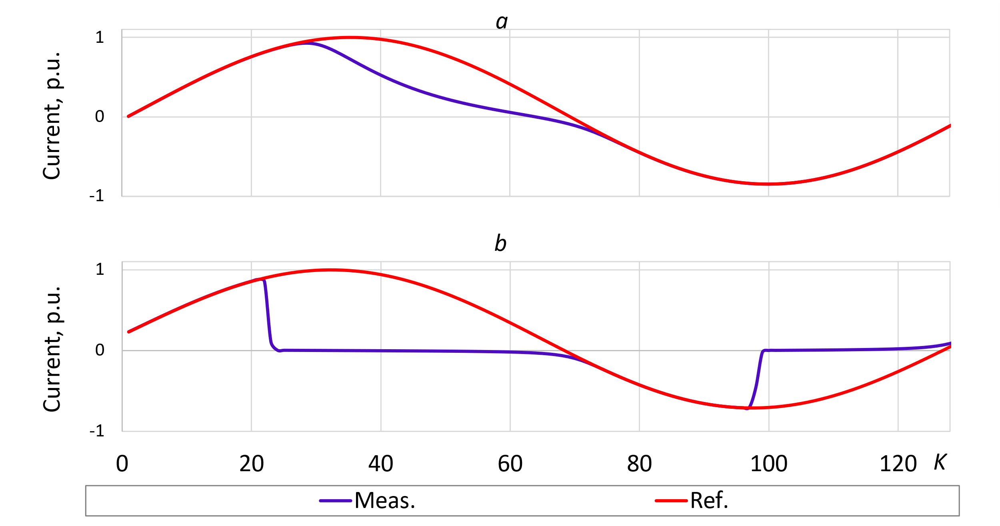 a
1
0
-1
Current, p.u.
b
1
0
-1
Current, p.u.
0 20 40 60 80 100 120 K
Meas. Ref.